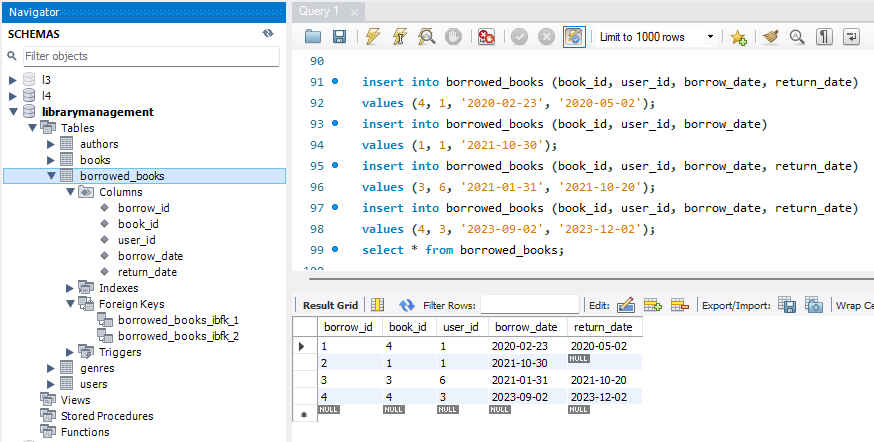 Navigator
SCHEMAS
Filter objects
l3
l4
librarymanagement
Tables
authors
books
borrowed_books
Columns
borrow_id
book_id
user_id
borrow_date
return_date
Indexes
Foreign Keys
borrowed_books_ibfk_1
borrowed_books_ibfk_2
Triggers
genres
users
Views
Stored Procedures
Functions
Query 1
Limit to 1000 rows
90
91 insert into borrowed_books (book_id, user_id, borrow_date, return_date)
92 values (4, 1, '2020-02-23', '2020-05-02');
93 insert into borrowed_books (book_id, user_id, borrow_date)
94 values (1, 1, '2021-10-30');
95 insert into borrowed_books (book_id, user_id, borrow_date, return_date)
96 values (3, 6, '2021-01-31', '2021-10-20');
97 insert into borrowed_books (book_id, user_id, borrow_date, return_date)
98 values (4, 3, '2023-09-02', '2023-12-02');
99 select * from borrowed_books;
Result Grid Filter Rows: Edit: Export/Import: Wrap Ce
borrow_id book_id user_id borrow_date return_date
1 4 1 2020-02-23 2020-05-02
2 1 1 2021-10-30 NULL
3 3 6 2021-01-31 2021-10-20
4 4 3 2023-09-02 2023-12-02
NULL NULL NULL NULL NULL